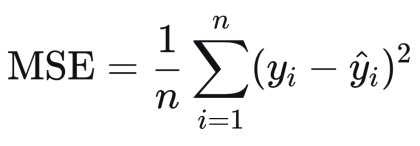 MSE = \frac{1}{n} \sum_{i=1}^{n} (y_i - \hat{y}_i)^2